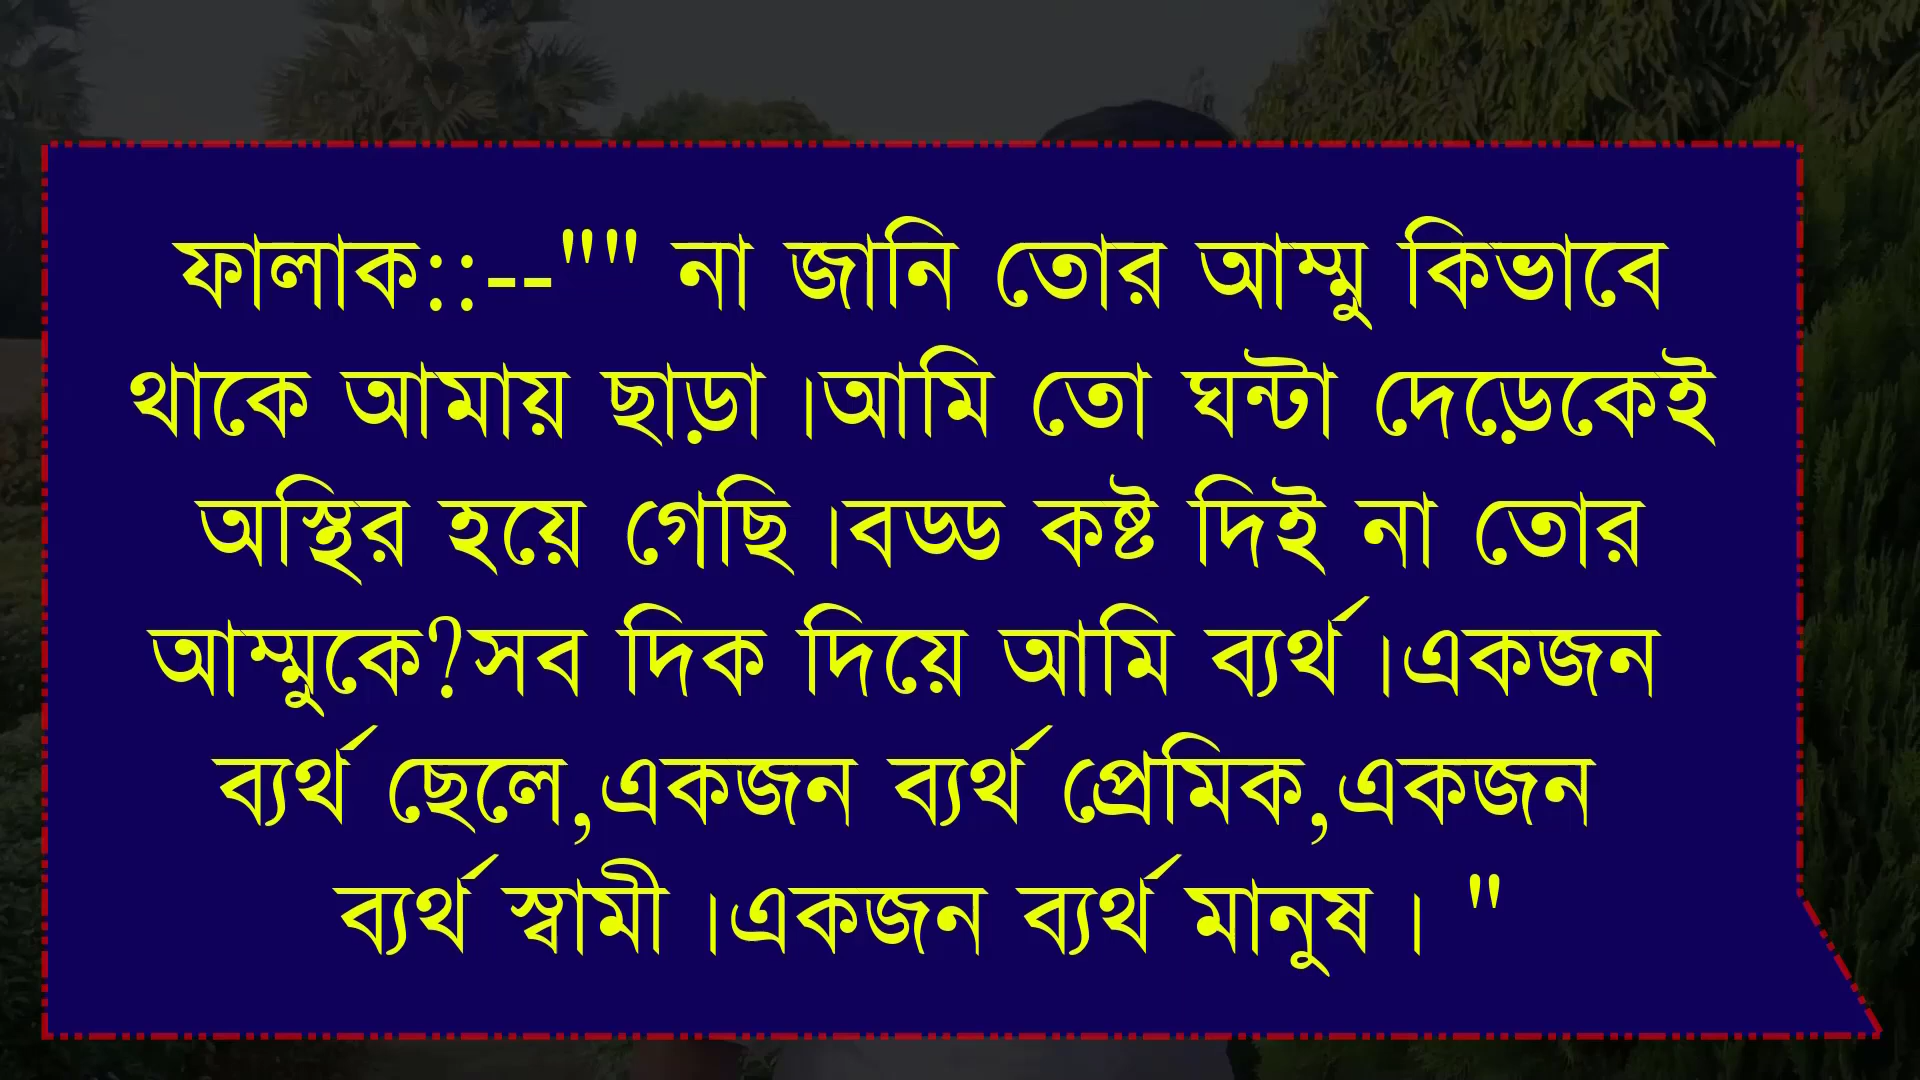 ফালাক::--"" না জানি তোর আম্মু কিভাবে
থাকে আমায় ছাড়া।আমি তো ঘন্টা দেড়েকেই
অস্থির হয়ে গেছি।বড্ড কষ্ট দিই না তোর
আম্মুকে?সব দিক দিয়ে আমি ব্যর্থ।একজন
ব্যর্থ ছেলে,একজন ব্যর্থ প্রেমিক,একজন
ব্যর্থ স্বামী।একজন ব্যর্থ মানুষ। "